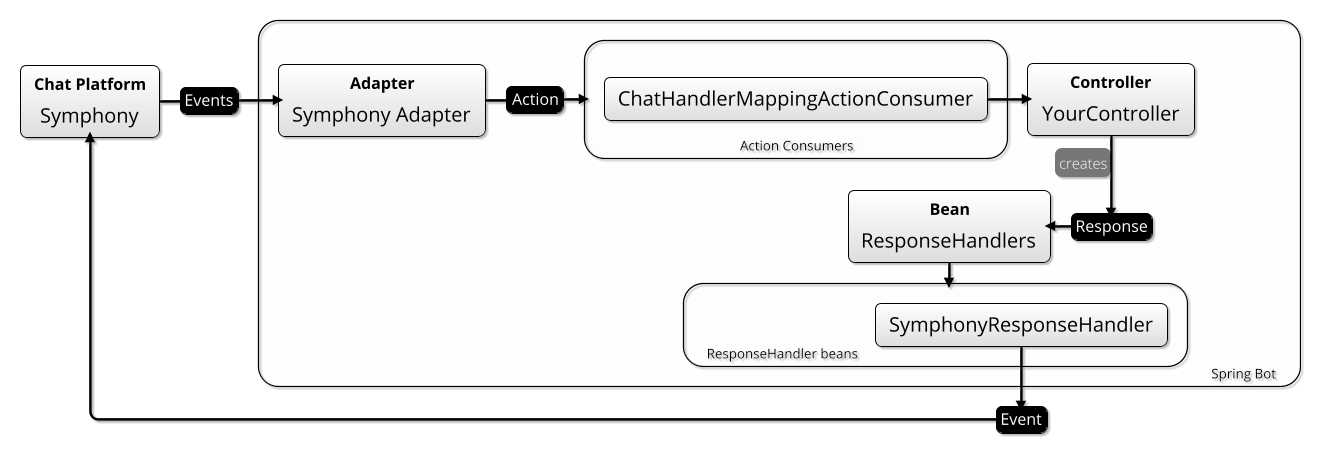 Chat Platform
Symphony
Events
Adapter
Symphony Adapter
Action
ChatHandlerMappingActionConsumer
Action Consumers
Controller
YourController
creates
Response
Bean
ResponseHandlers
SymphonyResponseHandler
ResponseHandler beans
Spring Bot
Event